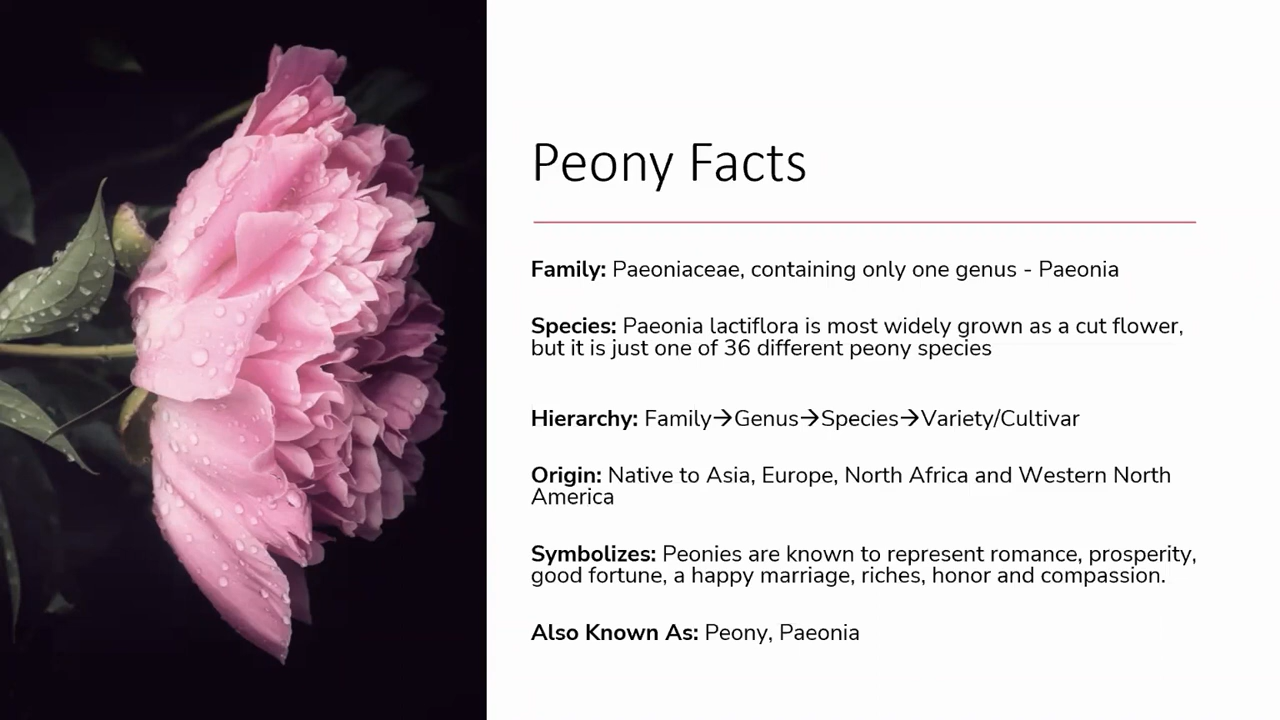 Peony Facts
Family: Paeoniaceae, containing only one genus - Paeonia
Species: Paeonia lactiflora is most widely grown as a cut flower,
but it is just one of 36 different peony species
Hierarchy: Family→Genus→Species→Variety/Cultivar
Origin: Native to Asia, Europe, North Africa and Western North
America
Symbolizes: Peonies are known to represent romance, prosperity,
good fortune, a happy marriage, riches, honor and compassion.
Also Known As: Peony, Paeonia